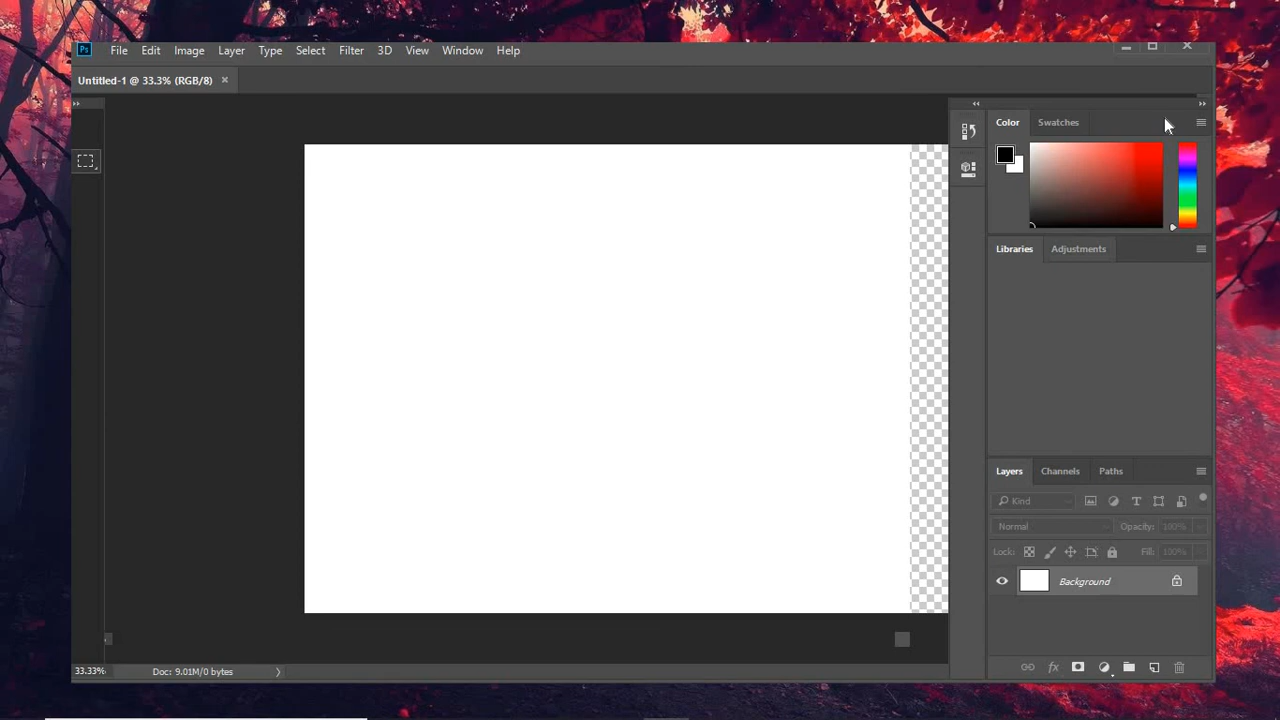 Ps File Edit Image Layer Type Select Filter 3D View Window Help
Untitled-1 @ 33.3% (RGB/8) ×
Color Swatches
Libraries Adjustments
Layers Channels Paths
Kind
Normal Opacity: 100%
Lock: Fill: 100%
Background
fx
33.33% Doc: 9.01M/0 bytes